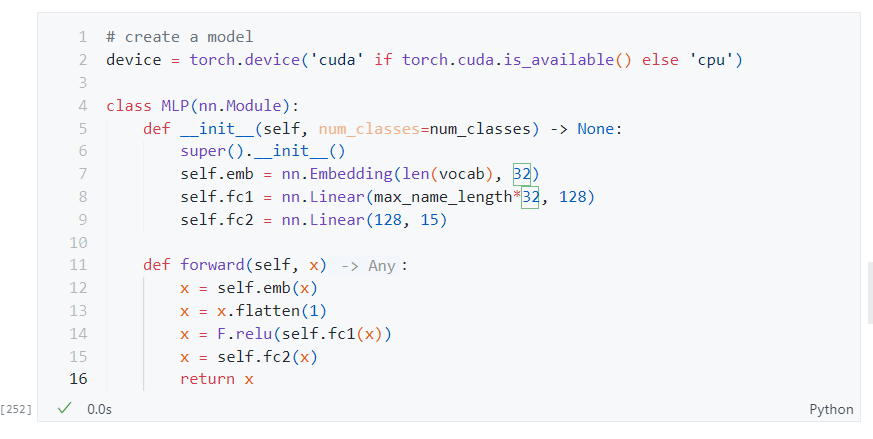 1 # create a model
2 device = torch.device('cuda' if torch.cuda.is_available() else 'cpu')
3
4 class MLP(nn.Module):
5     def __init__(self, num_classes=num_classes) -> None:
6         super().__init__()
7         self.emb = nn.Embedding(len(vocab), 32)
8         self.fc1 = nn.Linear(max_name_length*32, 128)
9         self.fc2 = nn.Linear(128, 15)
10
11     def forward(self, x) -> Any :
12         x = self.emb(x)
13         x = x.flatten(1)
14         x = F.relu(self.fc1(x))
15         x = self.fc2(x)
16         return x
[252] ✓ 0.0s Python